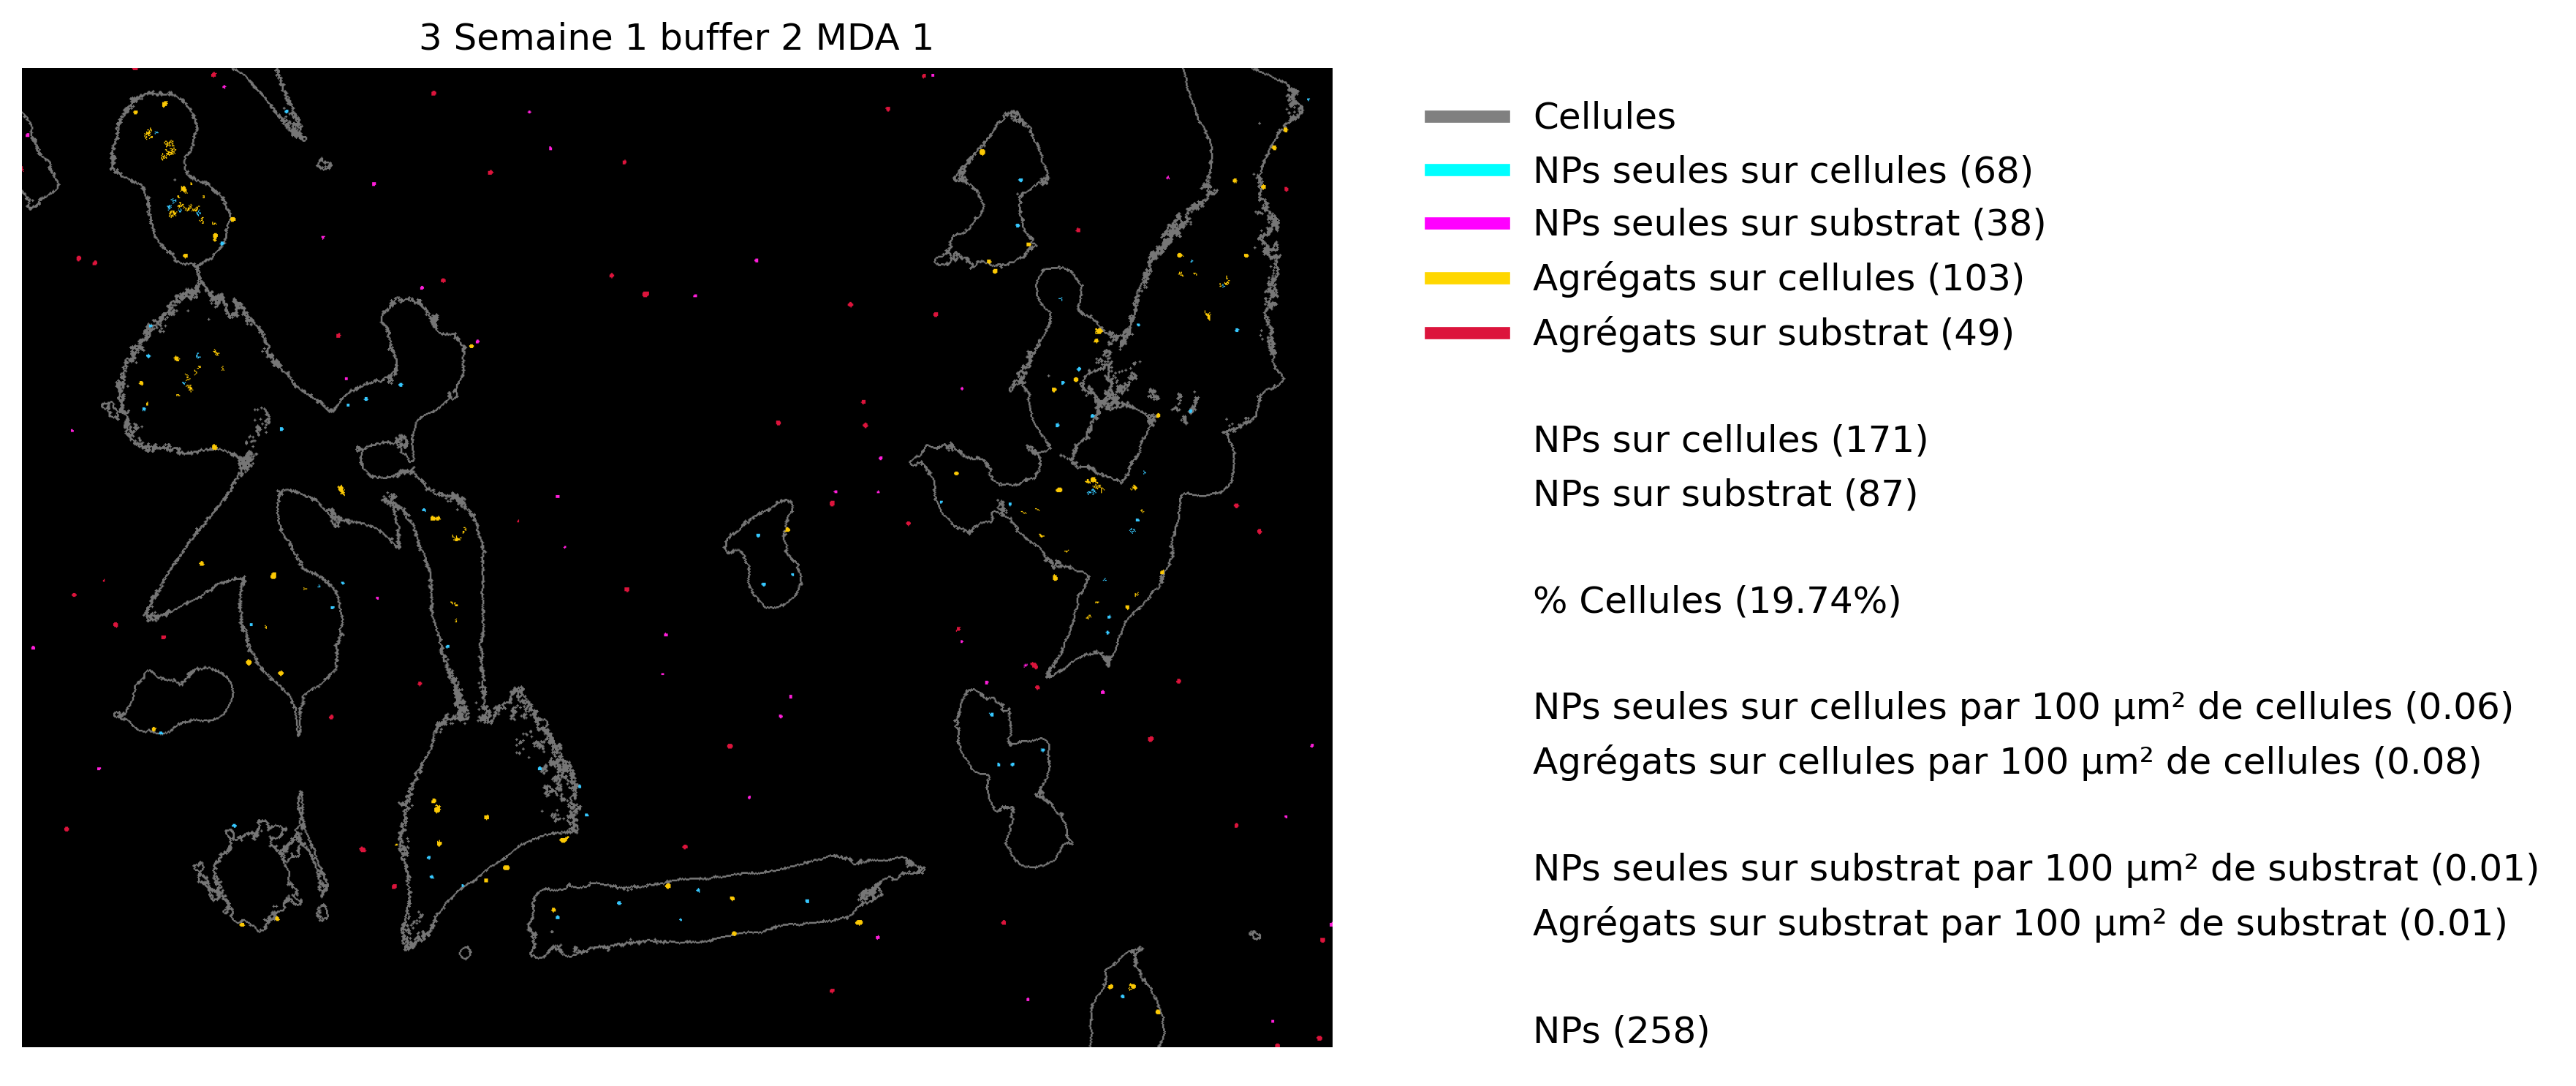 3 Semaine 1 buffer 2 MDA 1
Cellules
NPs seules sur cellules (68)
NPs seules sur substrat (38)
Agrégats sur cellules (103)
Agrégats sur substrat (49)
NPs sur cellules (171)
NPs sur substrat (87)
% Cellules (19.74%)
NPs seules sur cellules par 100 µm² de cellules (0.06)
Agrégats sur cellules par 100 µm² de cellules (0.08)
NPs seules sur substrat par 100 µm² de substrat (0.01)
Agrégats sur substrat par 100 µm² de substrat (0.01)
NPs (258)